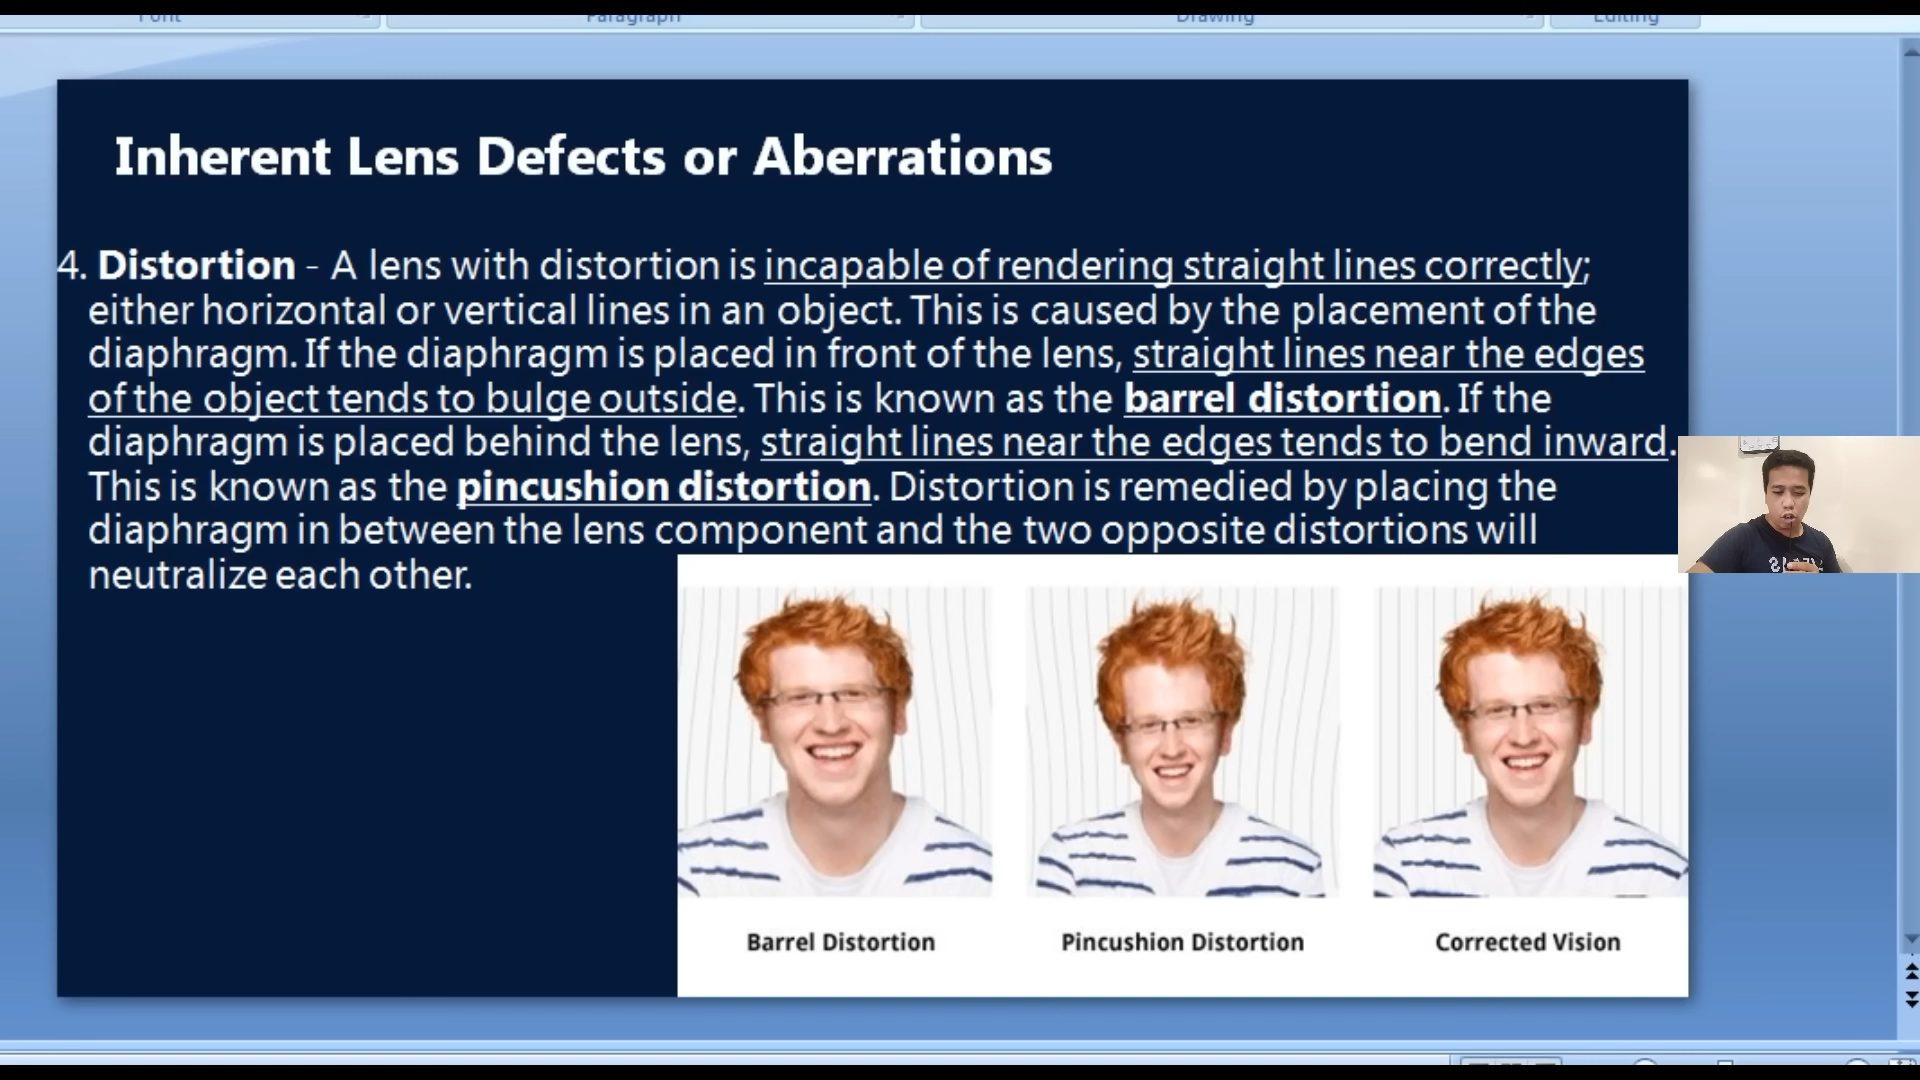 Font Paragraph Drawing Editing
Inherent Lens Defects or Aberrations
4. Distortion - A lens with distortion is incapable of rendering straight lines correctly;
either horizontal or vertical lines in an object. This is caused by the placement of the
diaphragm. If the diaphragm is placed in front of the lens, straight lines near the edges
of the object tends to bulge outside. This is known as the barrel distortion. If the
diaphragm is placed behind the lens, straight lines near the edges tends to bend inward.
This is known as the pincushion distortion. Distortion is remedied by placing the
diaphragm in between the lens component and the two opposite distortions will
neutralize each other.
Barrel Distortion
Pincushion Distortion
Corrected Vision